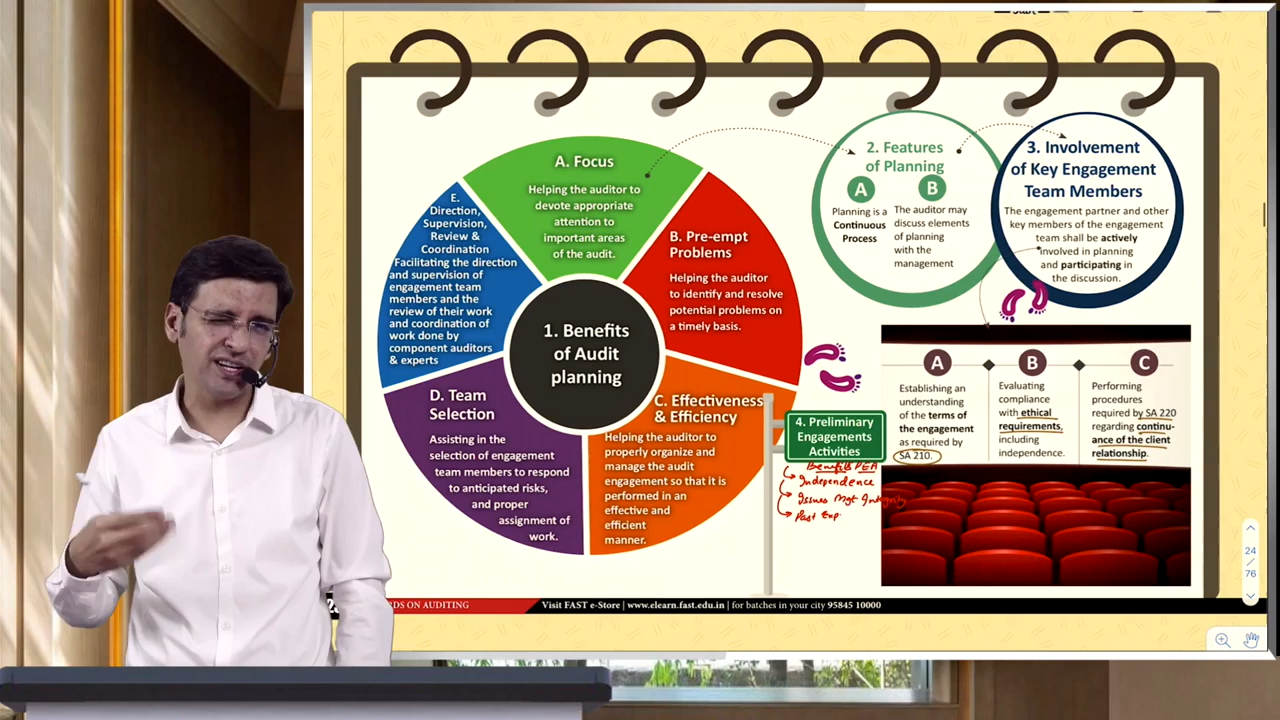 A. Focus
Helping the auditor to
devote appropriate
attention to
important areas
of the audit.
B. Pre-empt
Problems
Helping the auditor
to identify and resolve
potential problems on
a timely basis.
C. Effectiveness
& Efficiency
Helping the auditor to
properly organize and
manage the audit
engagement so that it is
performed in an
effective and
efficient
manner.
D. Team
Selection
Assisting in the
selection of engagement
team members to respond
to anticipated risks,
and proper
assignment of
work.
E.
Direction,
Supervision,
Review &
Coordination
Facilitating the direction
and supervision of
engagement team
members and the
review of their work
and coordination of
work done by
component auditors
& experts
1. Benefits
of Audit
planning
2. Features
of Planning
A
Planning is a
Continuous
Process
B
The auditor may
discuss elements
of planning
with the
management
3. Involvement
of Key Engagement
Team Members
The engagement partner and other
key members of the engagement
team shall be actively
involved in planning
and participating in
the discussion.
4. Preliminary
Engagements
Activities
Benefits PEA
Independence
Issues Mgt Integrity
Past Exp.
A
Establishing an
understanding
of the terms of
the engagement
as required by
SA 210.
B
Evaluating
compliance
with ethical
requirements,
including
independence.
C
Performing
procedures
required by SA 220
regarding continu-
ance of the client
relationship.
RDS ON AUDITING
Visit FAST e-Store | www.elearn.fast.edu.in | for batches in your city 95845 10000
24
/
76